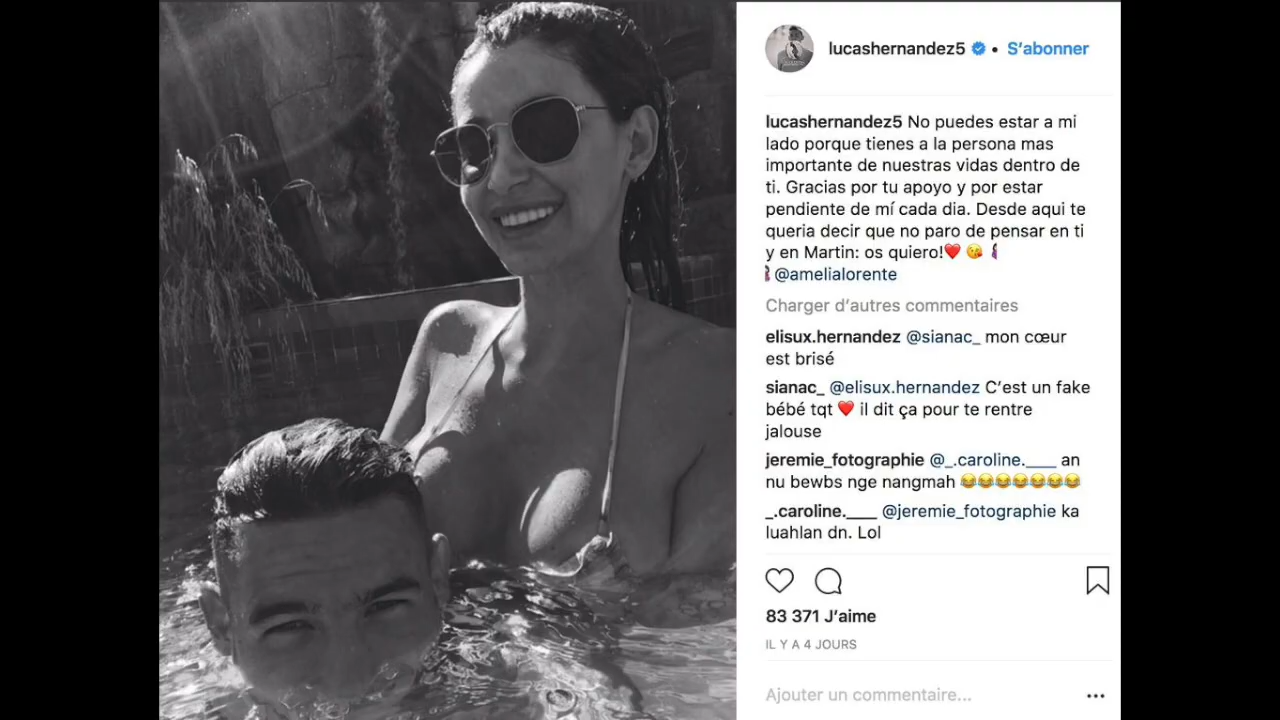 lucashernandez5 • S'abonner
lucashernandez5 No puedes estar a mi
lado porque tienes a la persona mas
importante de nuestras vidas dentro de
ti. Gracias por tu apoyo y por estar
pendiente de mí cada dia. Desde aqui te
queria decir que no paro de pensar en ti
y en Martin: os quiero!❤️ 😘
@amelialorente
Charger d'autres commentaires
elisux.hernandez @sianac_ mon cœur
est brisé
sianac_ @elisux.hernandez C'est un fake
bébé tqt ❤️ il dit ça pour te rentre
jalouse
jeremie_fotographie @_.caroline.____ an
nu bewbs nge nangmah 😂😂😂😂😂😂😂
_.caroline.____ @jeremie_fotographie ka
luahlan dn. Lol
83 371 J'aime
IL Y A 4 JOURS
Ajouter un commentaire...